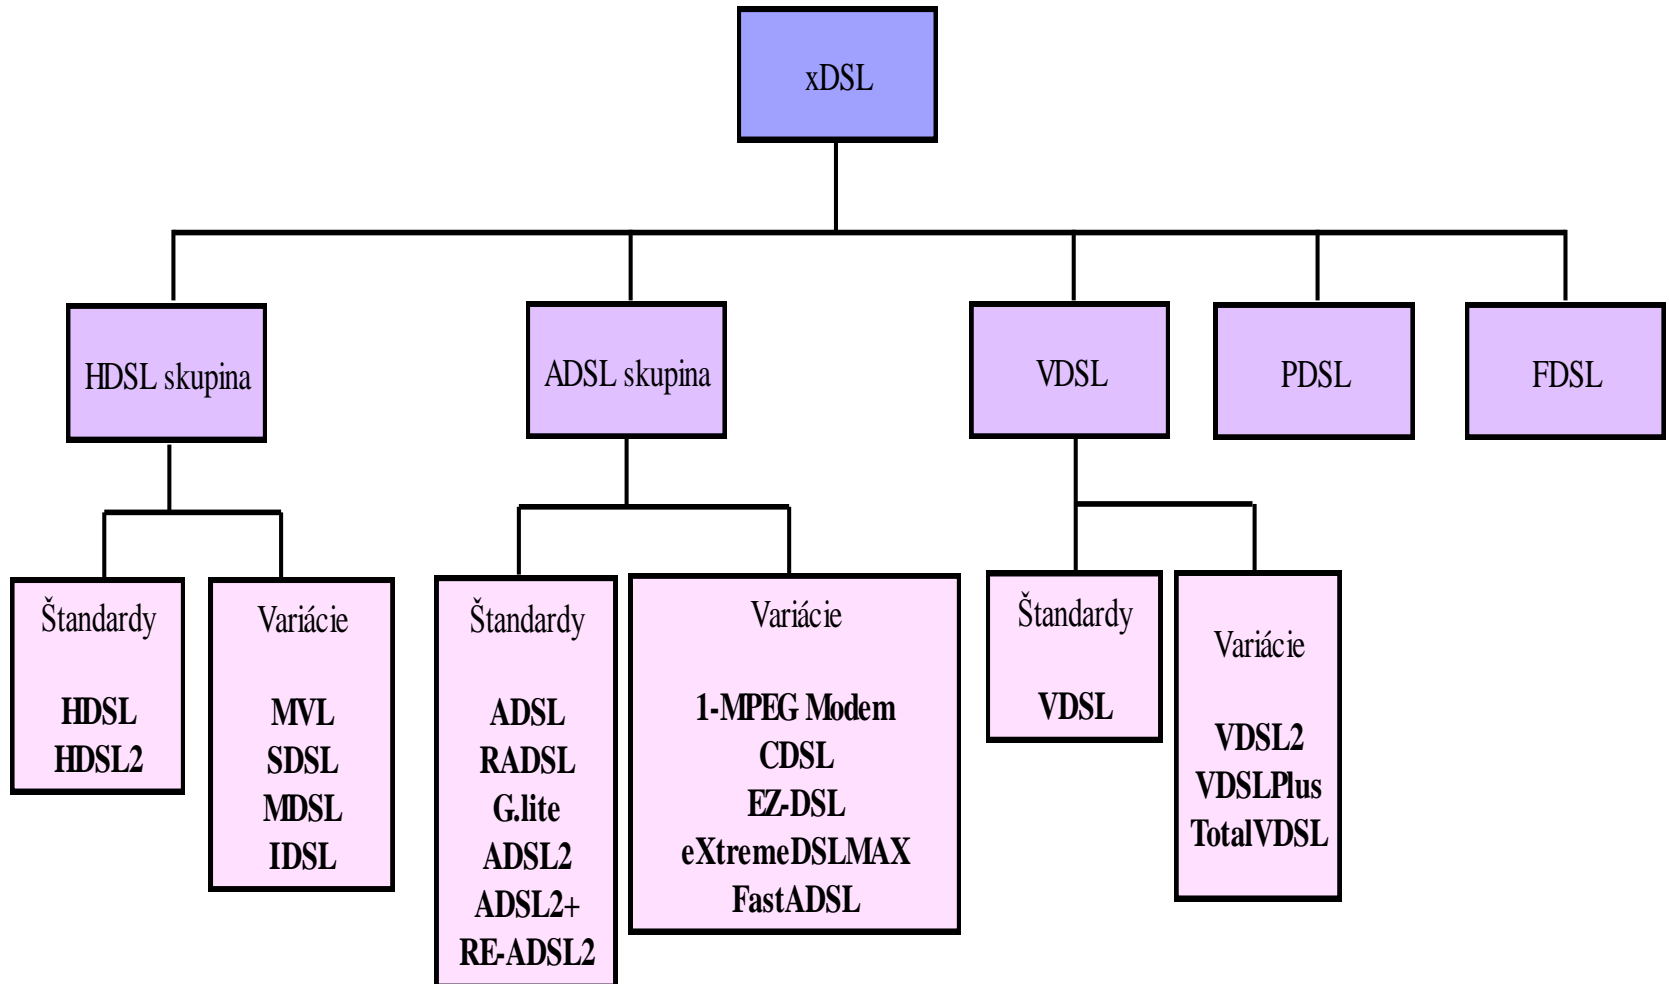 xDSL
HDSL skupina
ADSL skupina
VDSL
PDSL
FDSL
Štandardy
HDSL
HDSL2
Variácie
MVL
SDSL
MDSL
IDSL
Štandardy
ADSL
RADSL
G.lite
ADSL2
ADSL2+
RE-ADSL2
Variácie
1-MPEG Modem
CDSL
EZ-DSL
eXtremeDSLMAX
FastADSL
Štandardy
VDSL
Variácie
VDSL2
VDSLPlus
TotalVDSL